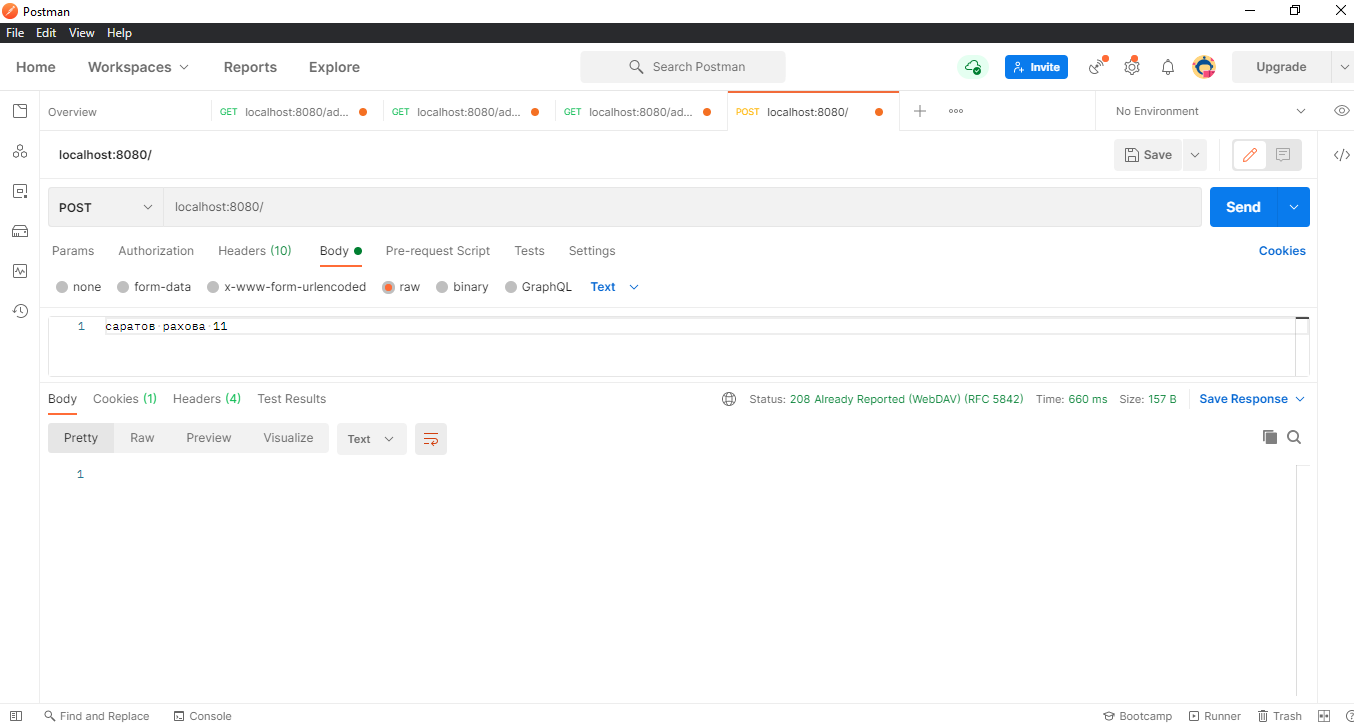 Postman
File Edit View Help
Home Workspaces Reports Explore Search Postman Invite Upgrade
Overview GET localhost:8080/ad... GET localhost:8080/ad... GET localhost:8080/ad... POST localhost:8080/ No Environment
localhost:8080/ Save
POST localhost:8080/ Send
Params Authorization Headers (10) Body Pre-request Script Tests Settings Cookies
none form-data x-www-form-urlencoded raw binary GraphQL Text
1 саратов рахова 11
Body Cookies (1) Headers (4) Test Results Status: 208 Already Reported (WebDAV) (RFC 5842) Time: 660 ms Size: 157 B Save Response
Pretty Raw Preview Visualize Text
1
Find and Replace Console Bootcamp Runner Trash